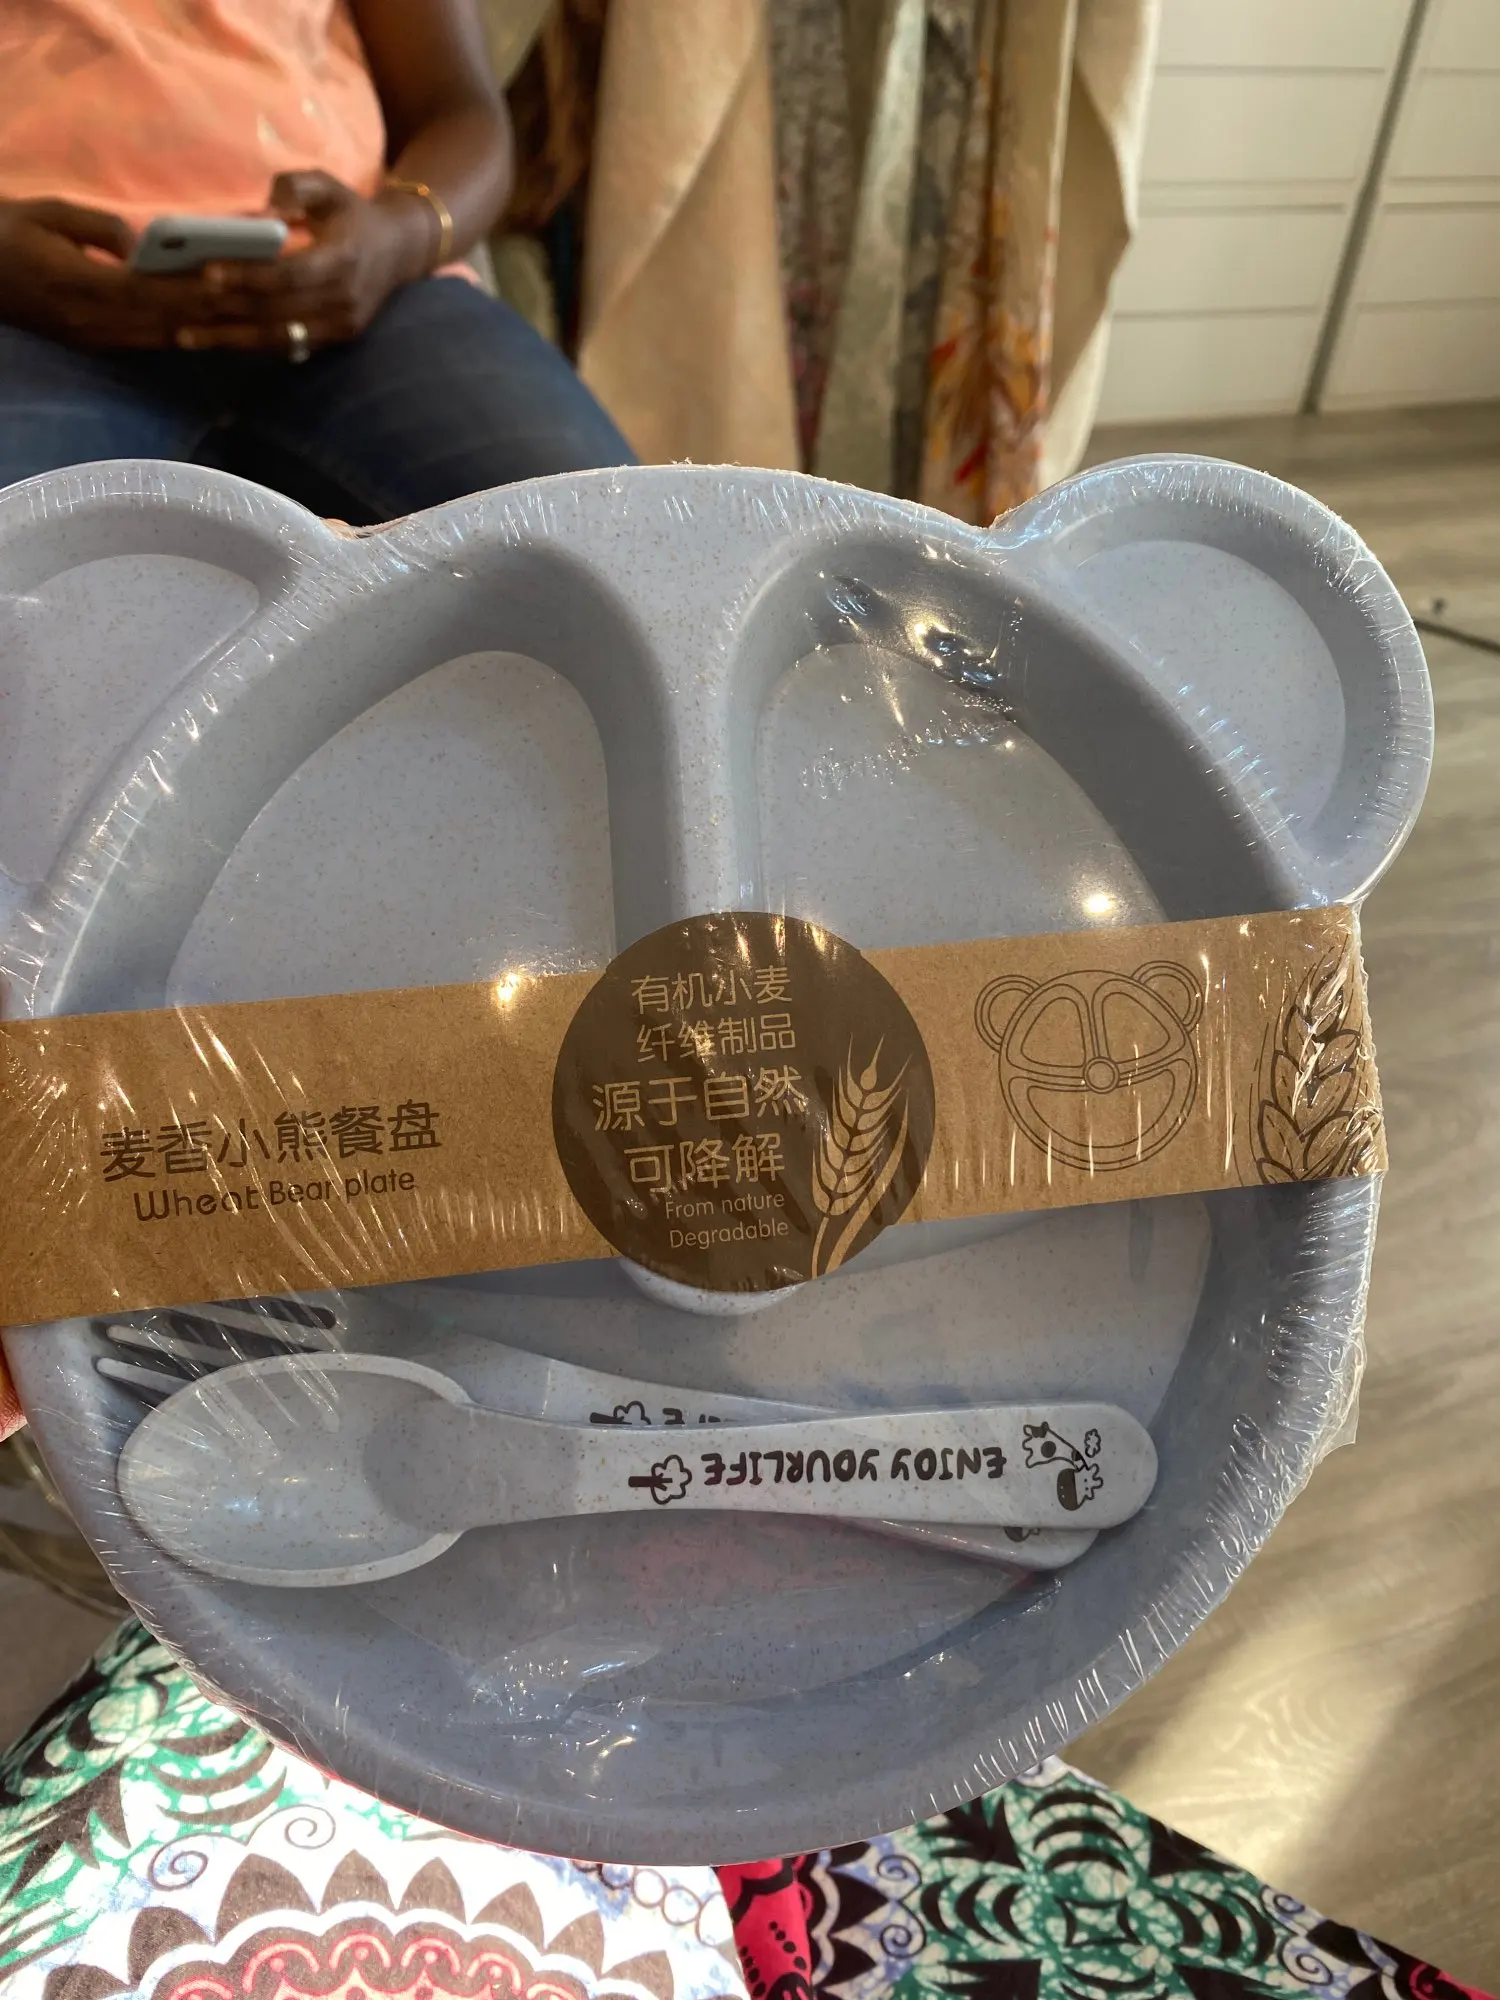 有机小麦
纤维制品
源于自然
可降解
From nature
Degradable
麦香小熊餐盘
Wheat Bear plate
ENJOY YOURLIFE